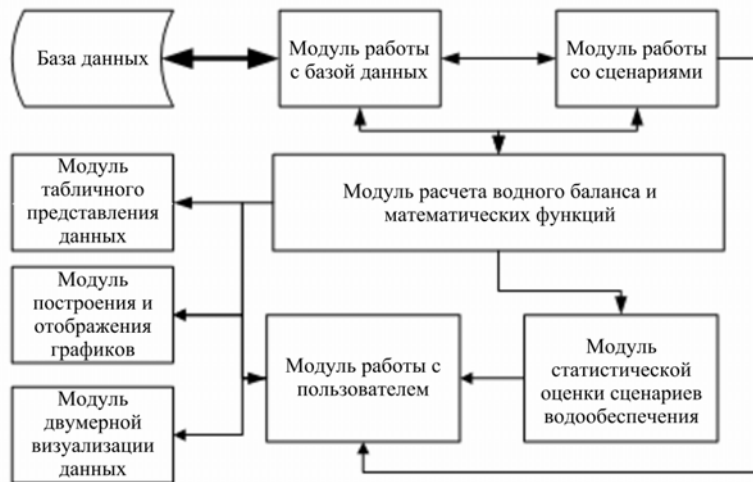 База данных
Модуль работы
с базой данных
Модуль работы
со сценариями
Модуль
табличного
представления
данных
Модуль расчета водного баланса и
математических функций
Модуль
построения и
отображения
графиков
Модуль работы с
пользователем
Модуль
статистической
оценки сценариев
водообеспечения
Модуль
двумерной
визуализации
данных